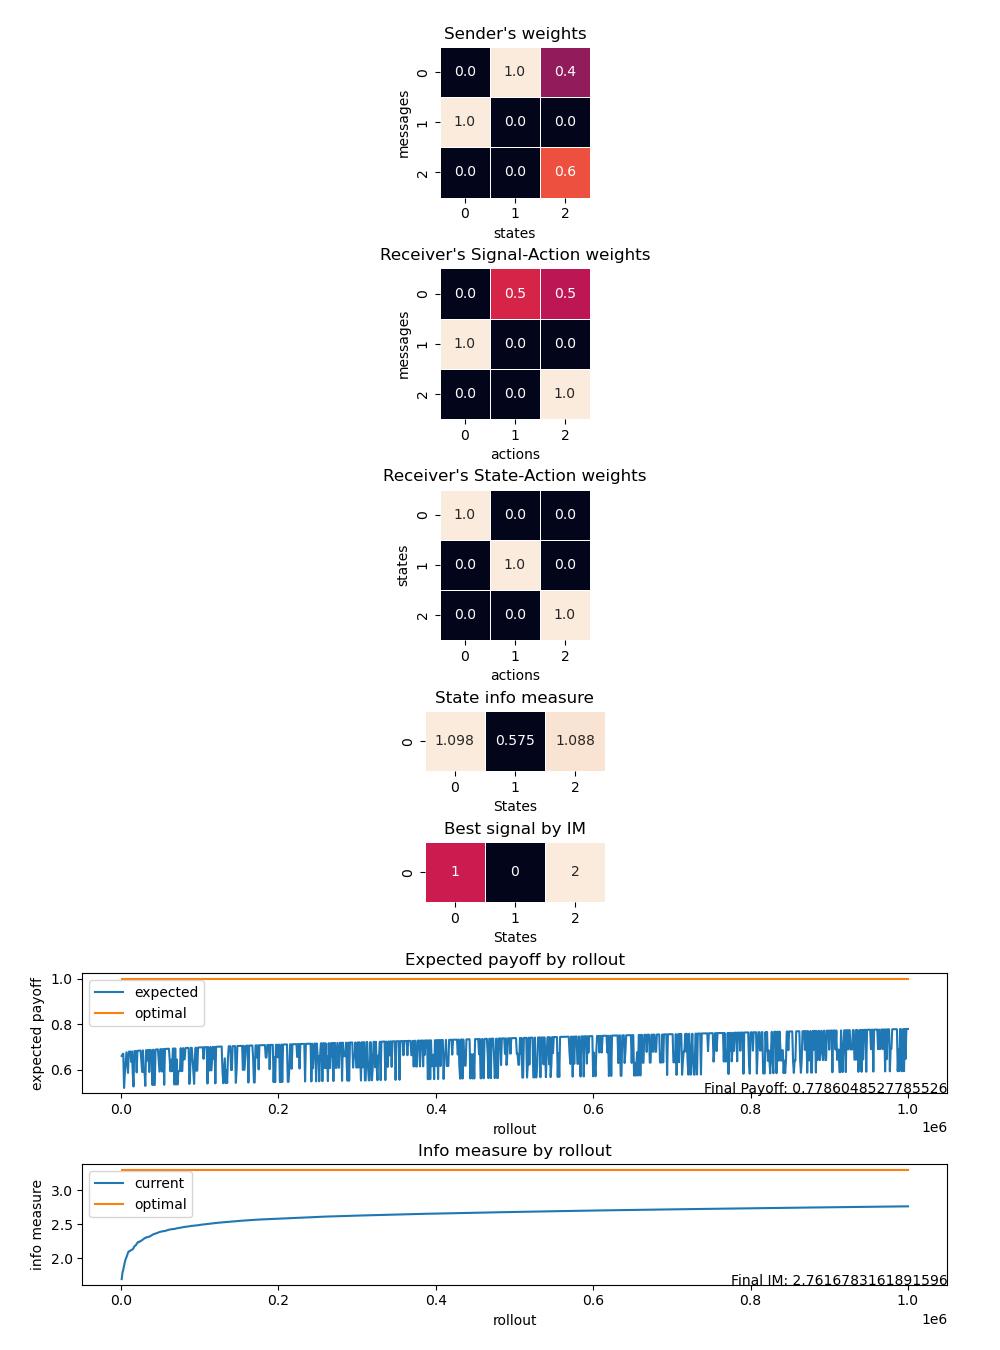 Sender's weights
0 0.0 1.0 0.4
messages
1 1.0 0.0 0.0
2 0.0 0.0 0.6
0 1 2
states
Receiver's Signal-Action weights
0 0.0 0.5 0.5
messages
1 1.0 0.0 0.0
2 0.0 0.0 1.0
0 1 2
actions
Receiver's State-Action weights
0 1.0 0.0 0.0
states
1 0.0 1.0 0.0
2 0.0 0.0 1.0
0 1 2
actions
State info measure
0 1.098 0.575 1.088
0 1 2
States
Best signal by IM
0 1 0 2
0 1 2
States
Expected payoff by rollout
expected payoff
1.0
0.8
0.6
expected
optimal
Final Payoff: 0.7786048527785526
0.0 0.2 0.4 0.6 0.8 1.0
1e6
rollout
Info measure by rollout
info measure
3.0
2.5
2.0
current
optimal
Final IM: 2.7616783161891596
0.0 0.2 0.4 0.6 0.8 1.0
1e6
rollout